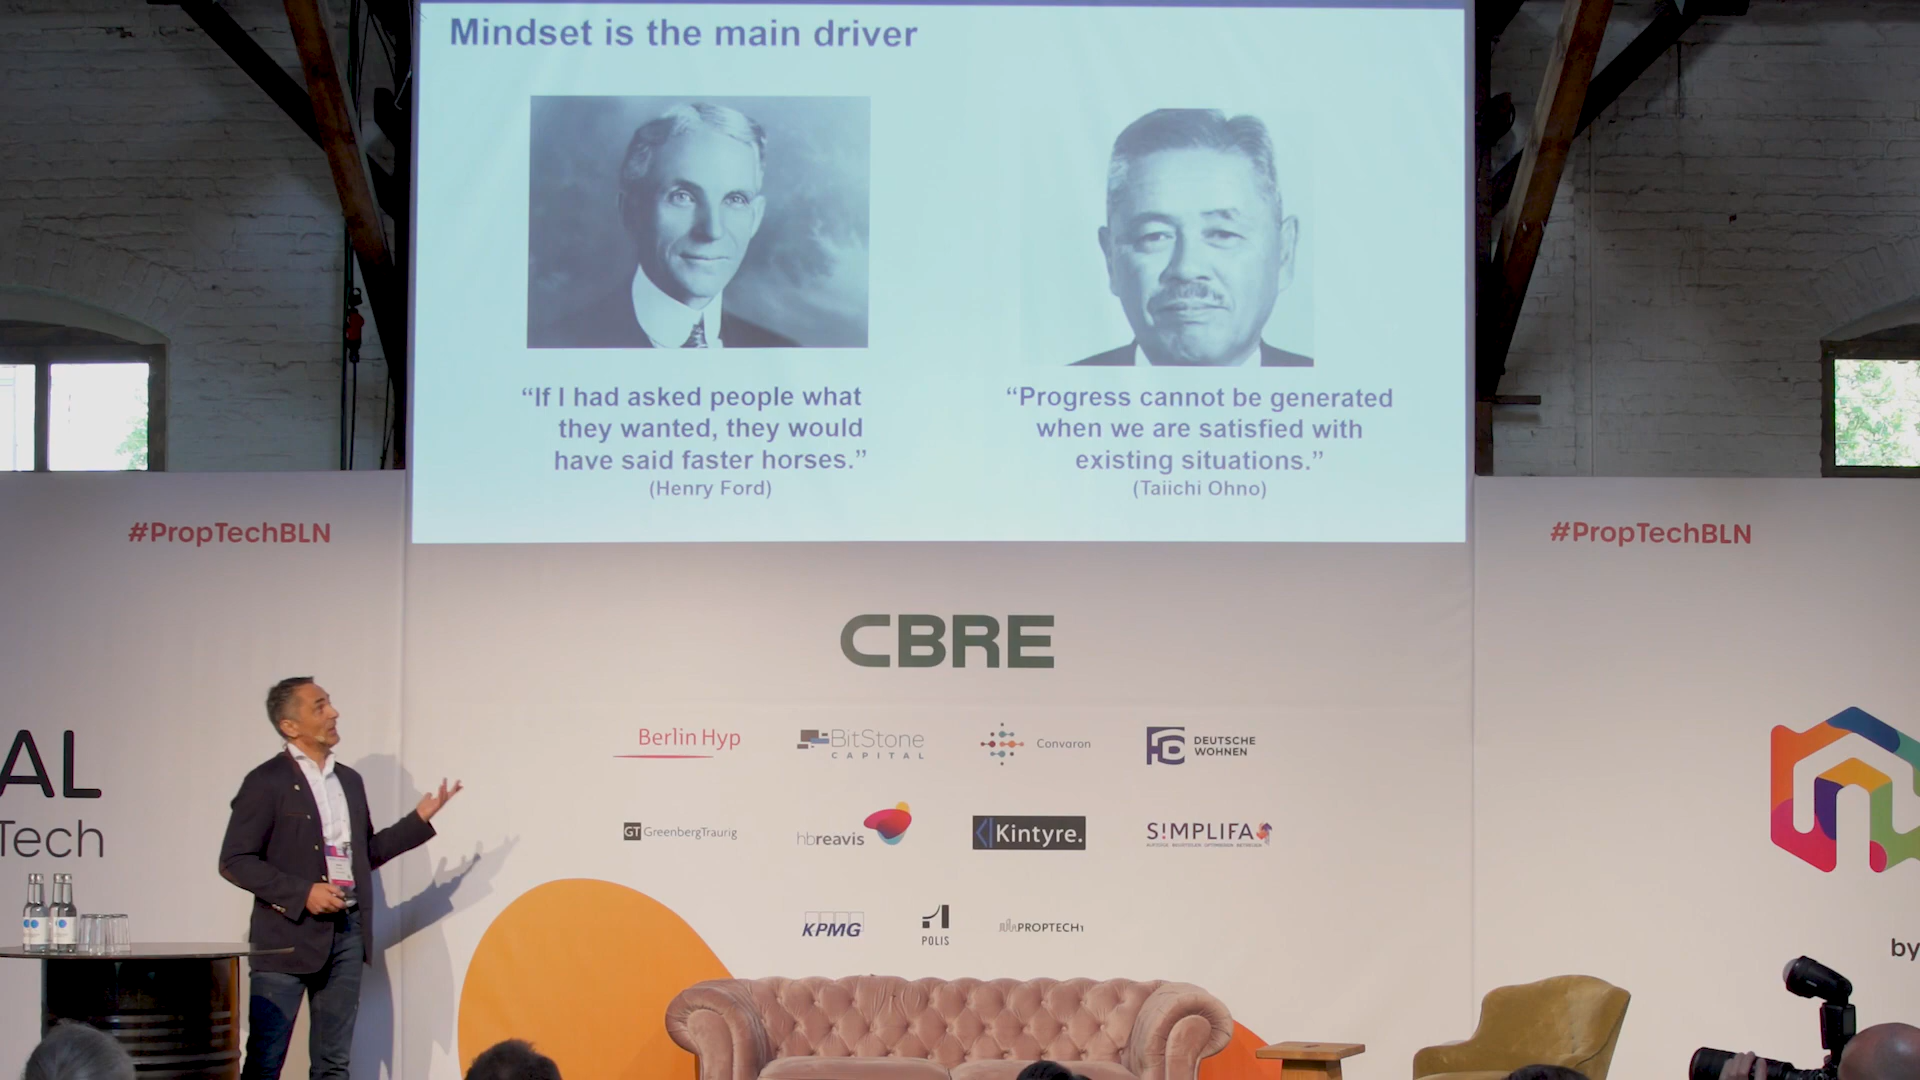 Mindset is the main driver
“If I had asked people what
they wanted, they would
have said faster horses.”
(Henry Ford)
“Progress cannot be generated
when we are satisfied with
existing situations.”
(Taiichi Ohno)
#PropTechBLN
#PropTechBLN
CBRE
AL
Tech
Berlin Hyp
BitStone
CAPITAL
Convaron
DEUTSCHE
WOHNEN
GT GreenbergTraurig
hbreavis
Kintyre.
S!MPLIFA
KPMG
POLIS
PROPTECH1
by